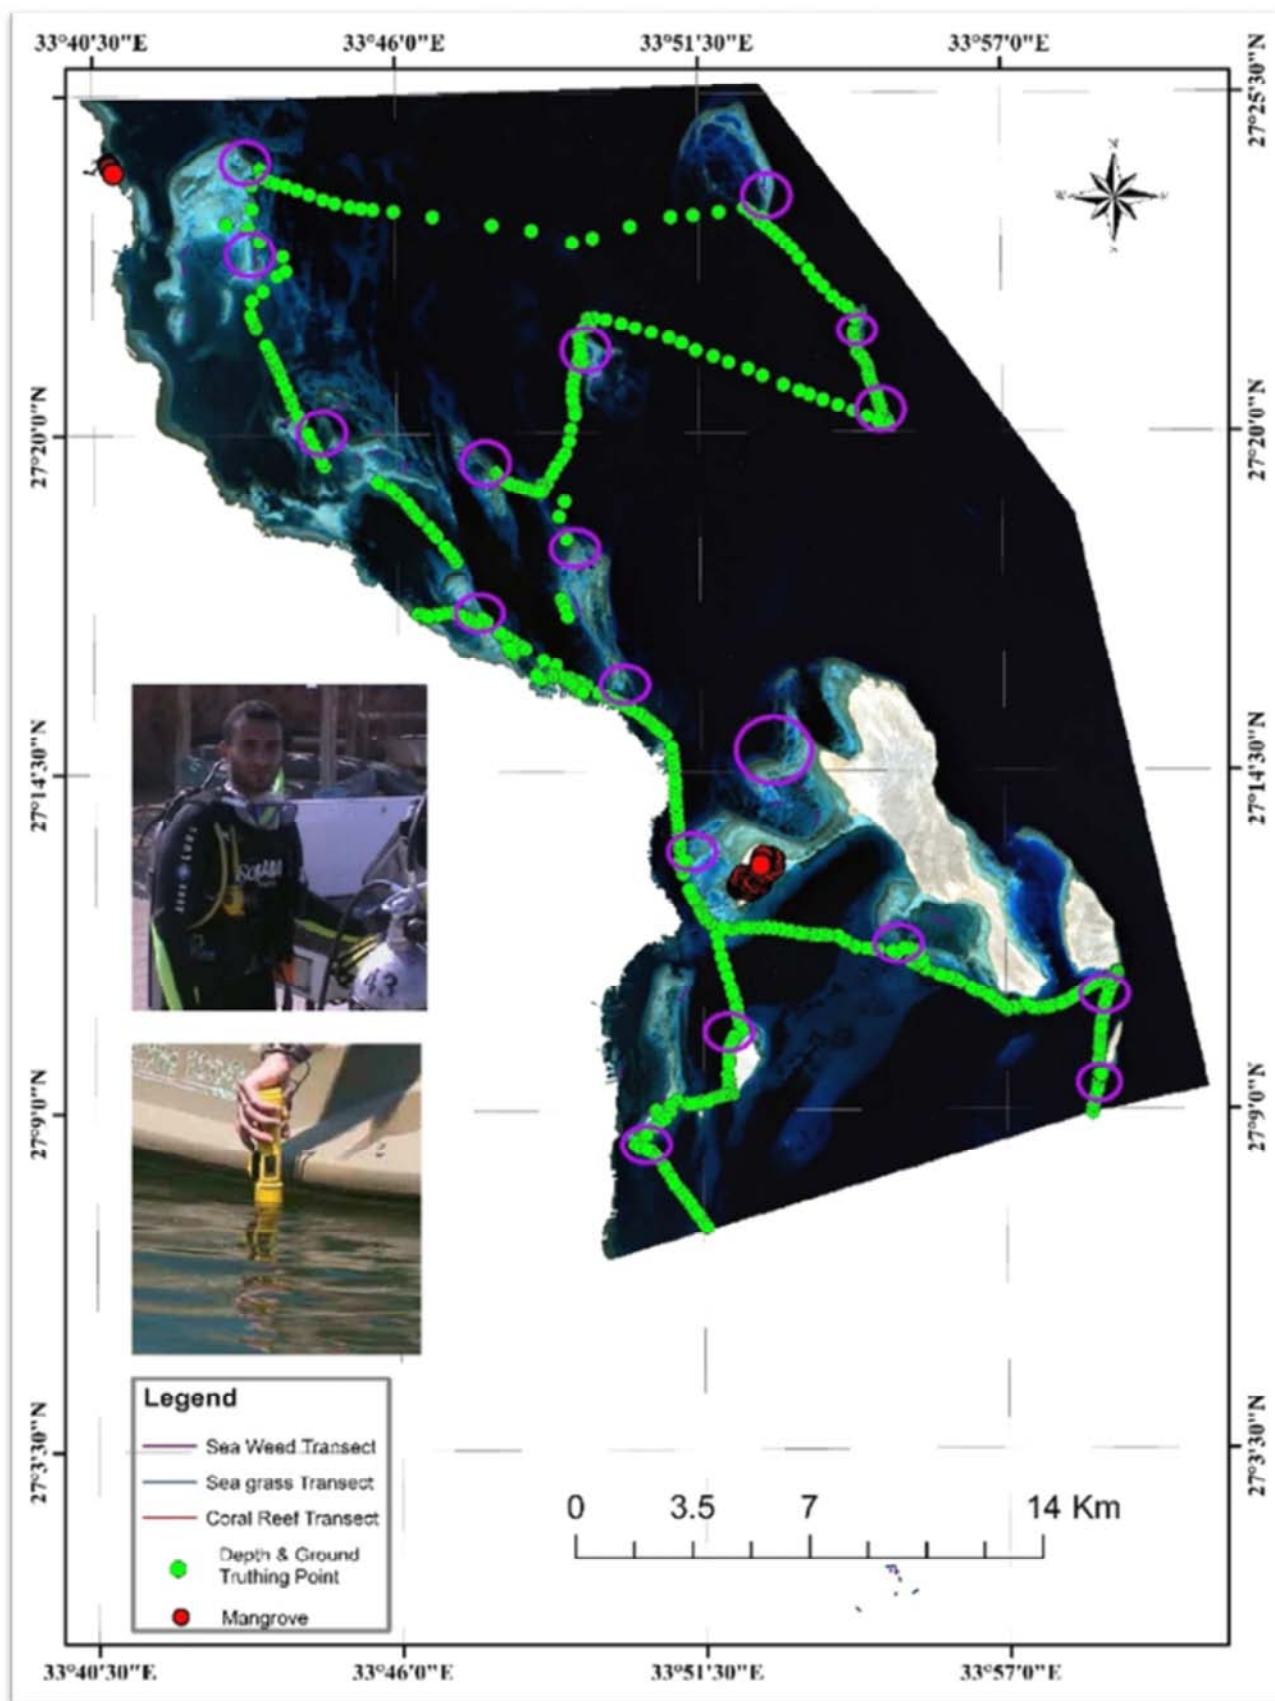 33°40'30"E 33°46'0"E 33°51'30"E 33°57'0"E
27°25'30"N
27°20'0"N 27°20'0"N
27°14'30"N 27°14'30"N
27°9'0"N 27°9'0"N
27°3'30"N 27°3'30"N
43
Legend
Sea Weed Transect
Sea grass Transect
Coral Reef Transect
Depth & Ground
Truthing Point
Mangrove
0 3.5 7 14 Km
33°40'30"E 33°46'0"E 33°51'30"E 33°57'0"E